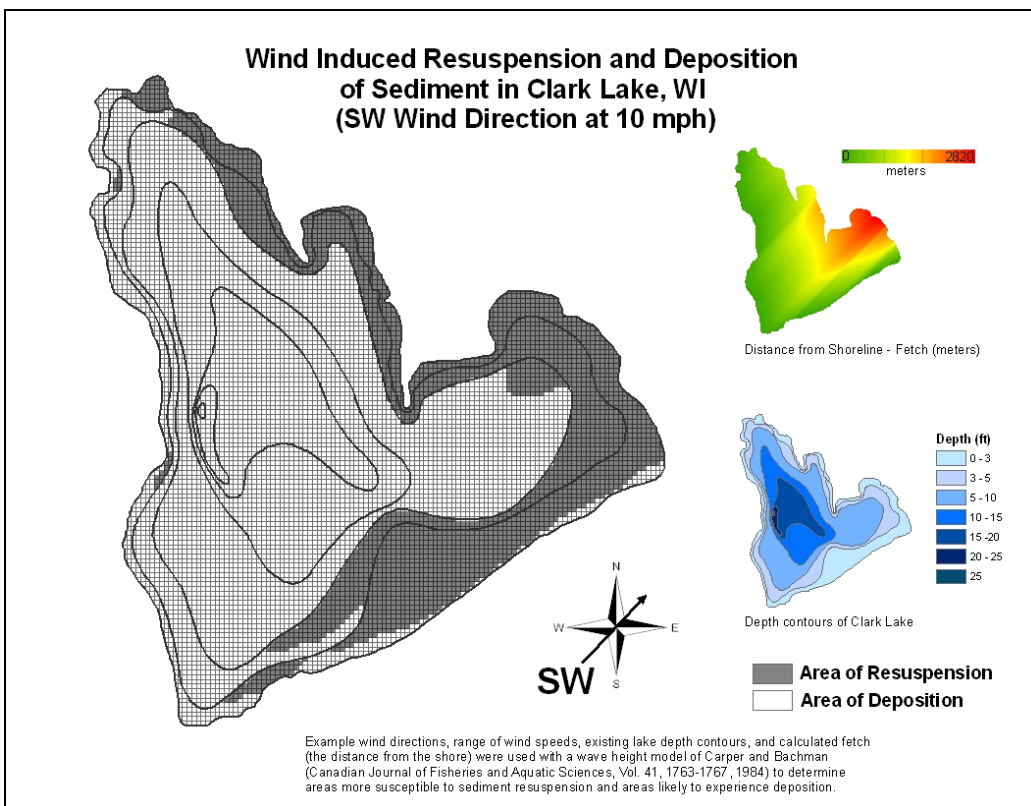 Wind Induced Resuspension and Deposition
of Sediment in Clark Lake, WI
(SW Wind Direction at 10 mph)
0 2820
meters
Distance from Shoreline - Fetch (meters)
Depth (ft)
0 - 3
3 - 5
5 - 10
10 - 15
15 -20
20 - 25
25
Depth contours of Clark Lake
N
W E
S
SW
Area of Resuspension
Area of Deposition
Example wind directions, range of wind speeds, existing lake depth contours, and calculated fetch
(the distance from the shore) were used with a wave height model of Carper and Bachman
(Canadian Journal of Fisheries and Aquatic Sciences, Vol. 41, 1763-1767, 1984) to determine
areas more susceptible to sediment resuspension and areas likely to experience deposition.